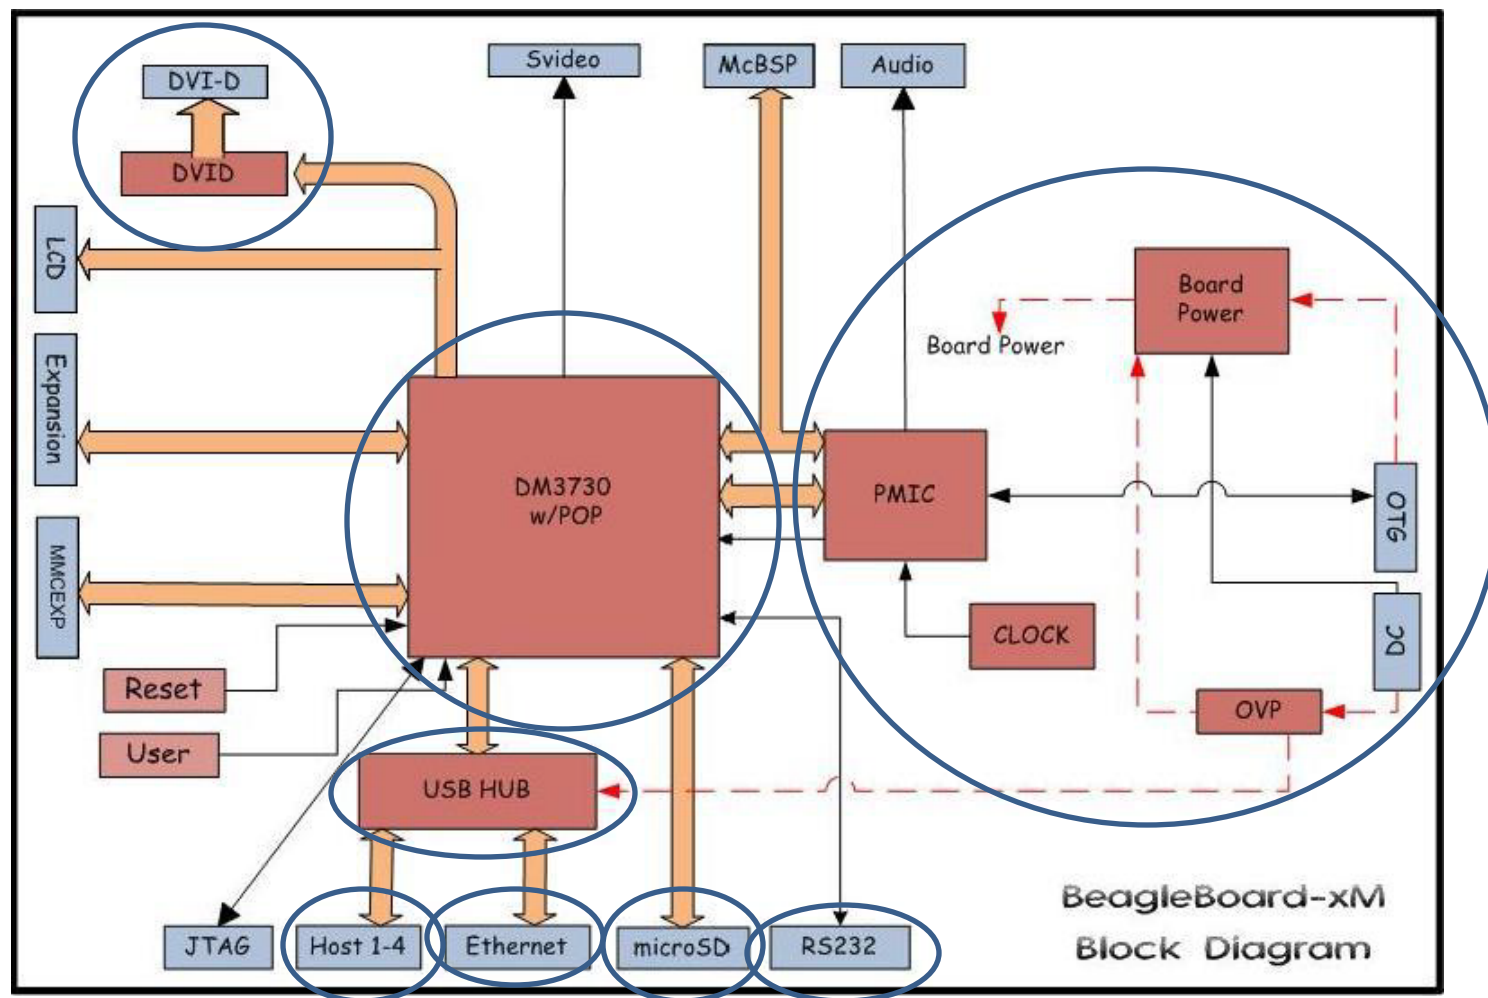 Svideo
McBSP
Audio
DVI-D
DVID
LCD
Board
Power
Board Power
Expansion
DM3730
w/POP
PMIC
OTG
MMCEXP
CLOCK
DC
Reset
OVP
User
USB HUB
BeagleBoard-xM
Block Diagram
JTAG
Host 1-4
Ethernet
microSD
RS232